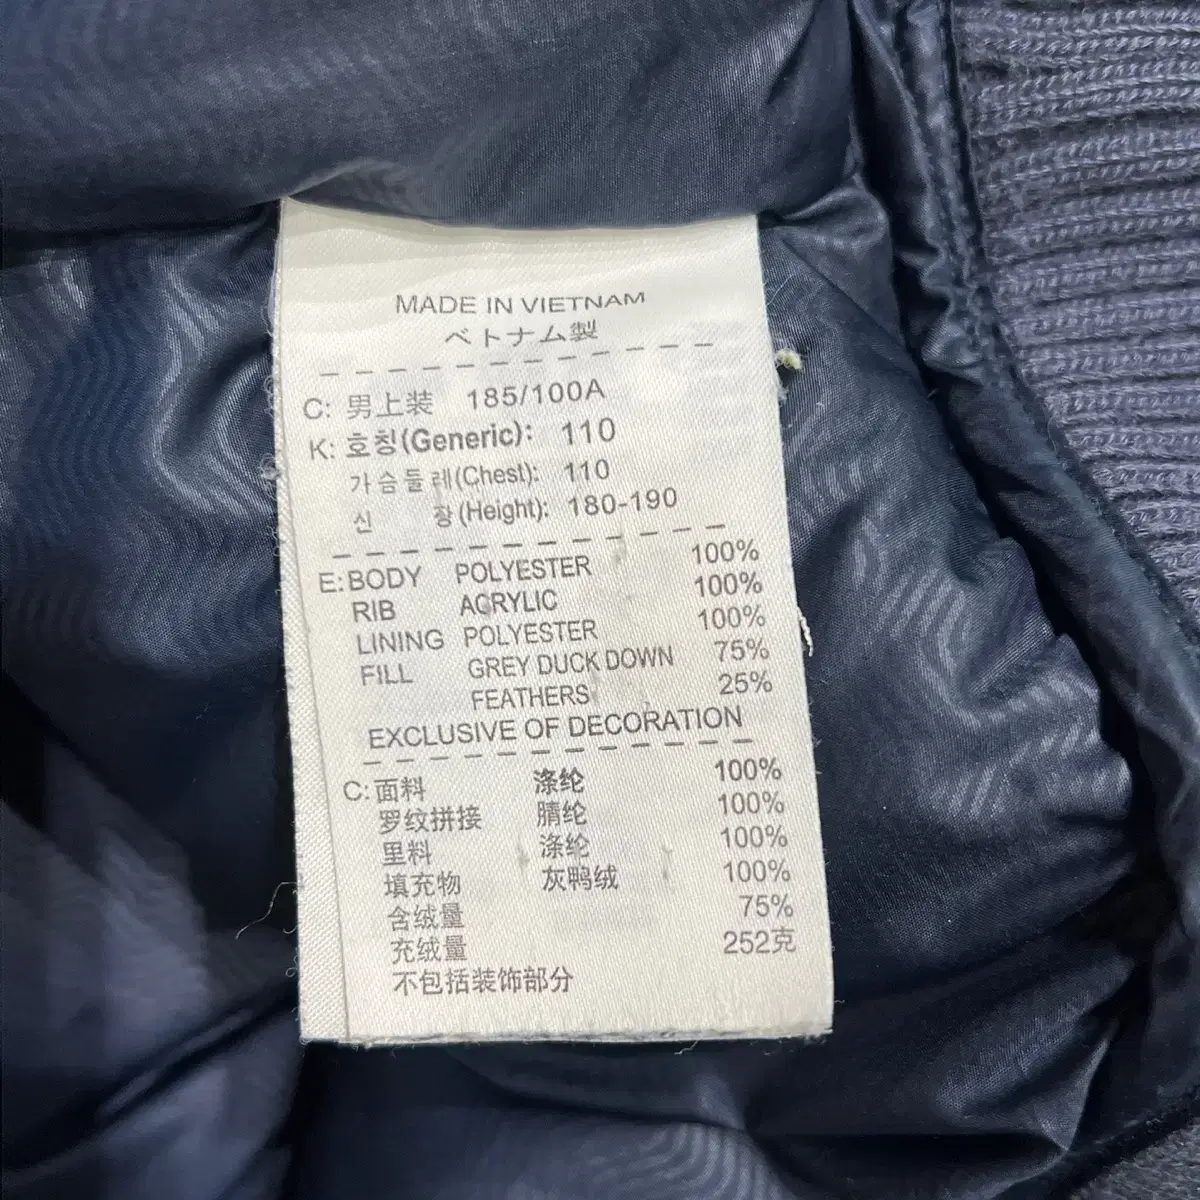 MADE IN VIETNAM
ベトナム製
C: 男上装 185/100A
K: 호칭(Generic): 110
가슴둘레(Chest): 110
신 장(Height): 180-190
E: BODY POLYESTER 100%
RIB ACRYLIC 100%
LINING POLYESTER 100%
FILL GREY DUCK DOWN 75%
FEATHERS 25%
EXCLUSIVE OF DECORATION
C: 面料 涤纶 100%
罗纹拼接 腈纶 100%
里料 涤纶 100%
填充物 灰鸭绒 100%
含绒量 75%
充绒量 252克
不包括装饰部分